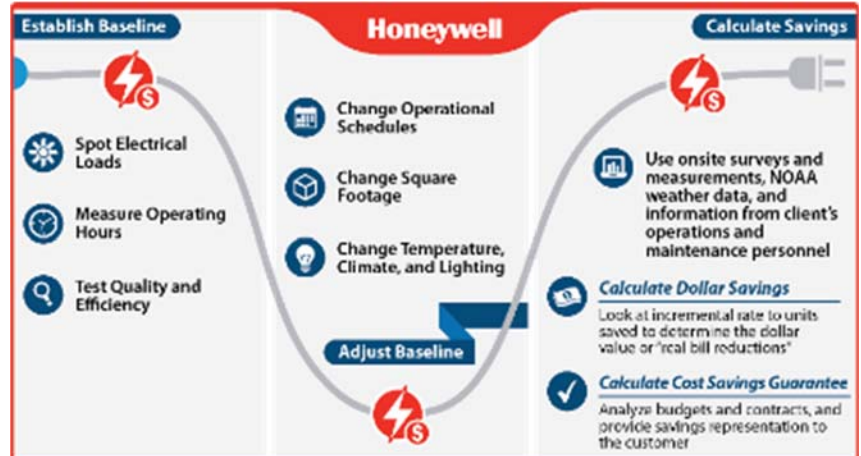 Honeywell
Establish Baseline
Spot Electrical
Loads
Measure Operating
Hours
Test Quality and
Efficiency
Change Operational
Schedules
Change Square
Footage
Change Temperature,
Climate, and Lighting
Adjust Baseline
Calculate Savings
Use onsite surveys and
measurements, NOAA
weather data, and
information from client's
operations and
maintenance personnel
Calculate Dollar Savings
Look at incremental rate to units
saved to determine the dollar
value or "real bill reductions"
Calculate Cost Savings Guarantee
Analyze budgets and contracts, and
provide savings representation to
the customer
$
$
$